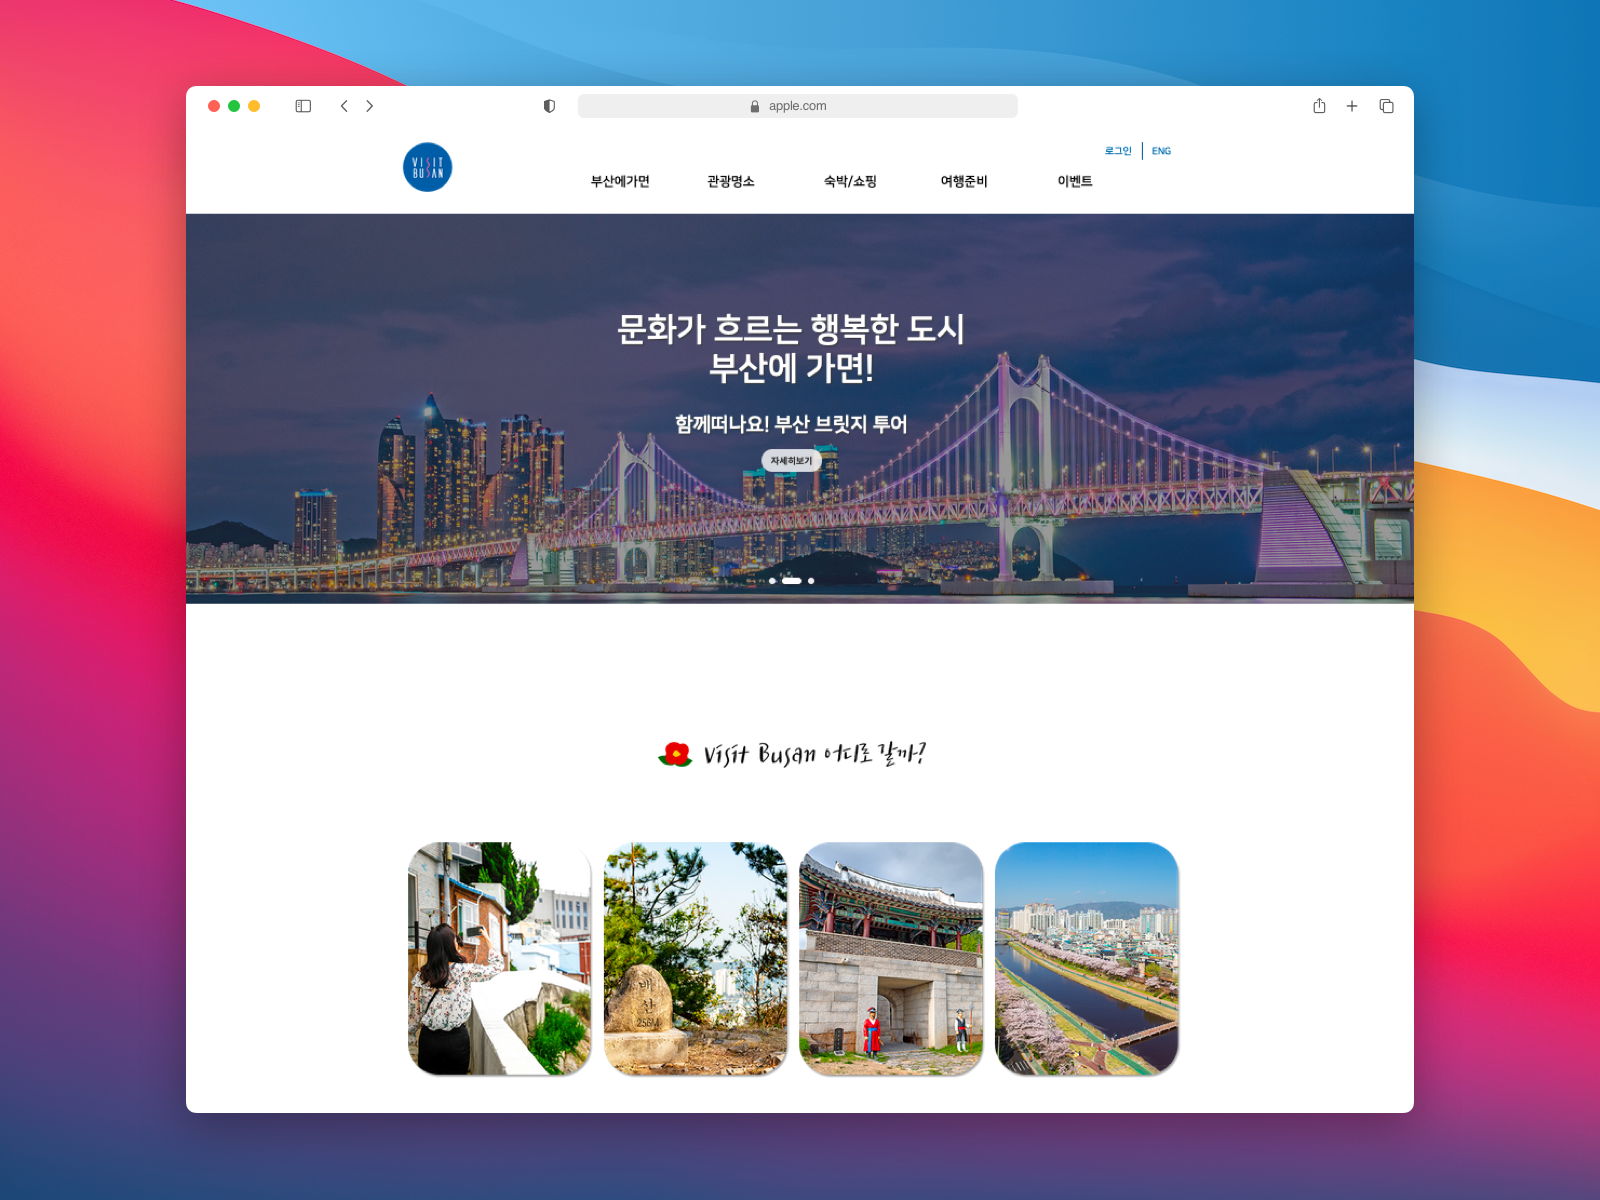 apple.com
VISIT
BUSAN
로그인
ENG
부산에가면
관광명소
숙박/쇼핑
여행준비
이벤트
문화가 흐르는 행복한 도시
부산에 가면!
함께떠나요! 부산 브릿지 투어
자세히보기
Visit Busan 어디로 갈까?
배
산
256M